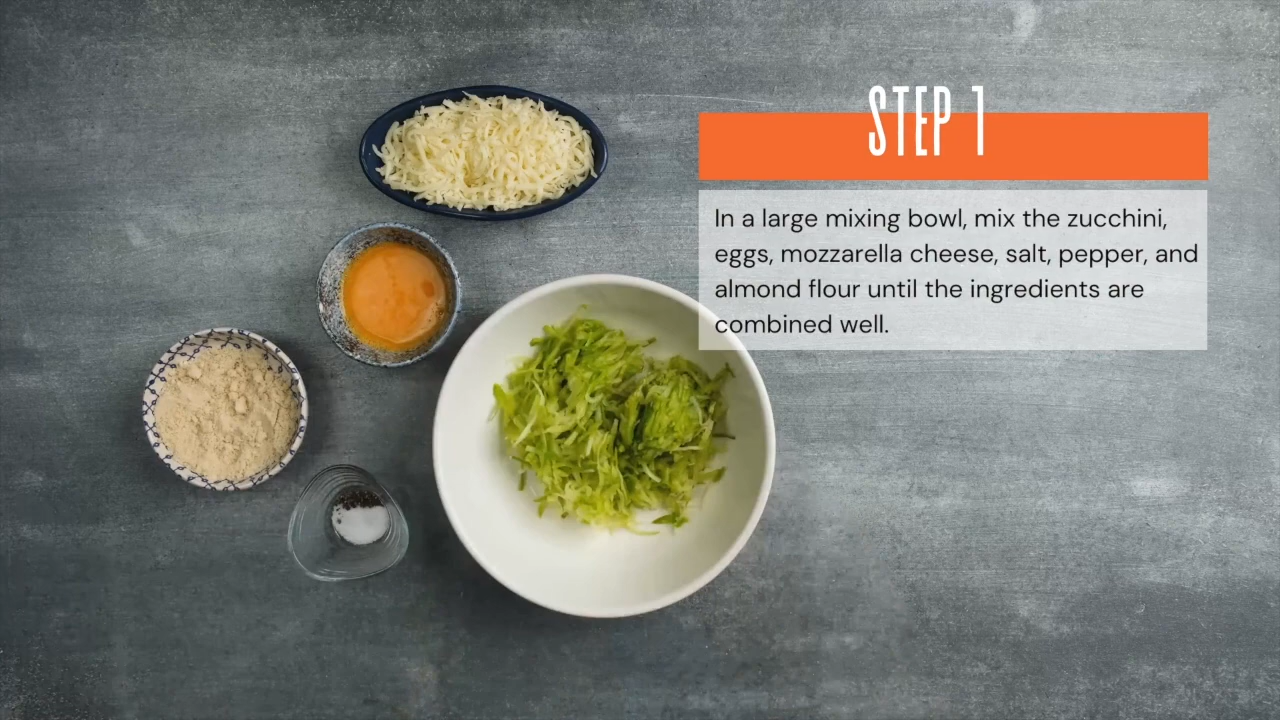 STEP 1
In a large mixing bowl, mix the zucchini,
eggs, mozzarella cheese, salt, pepper, and
almond flour until the ingredients are
combined well.